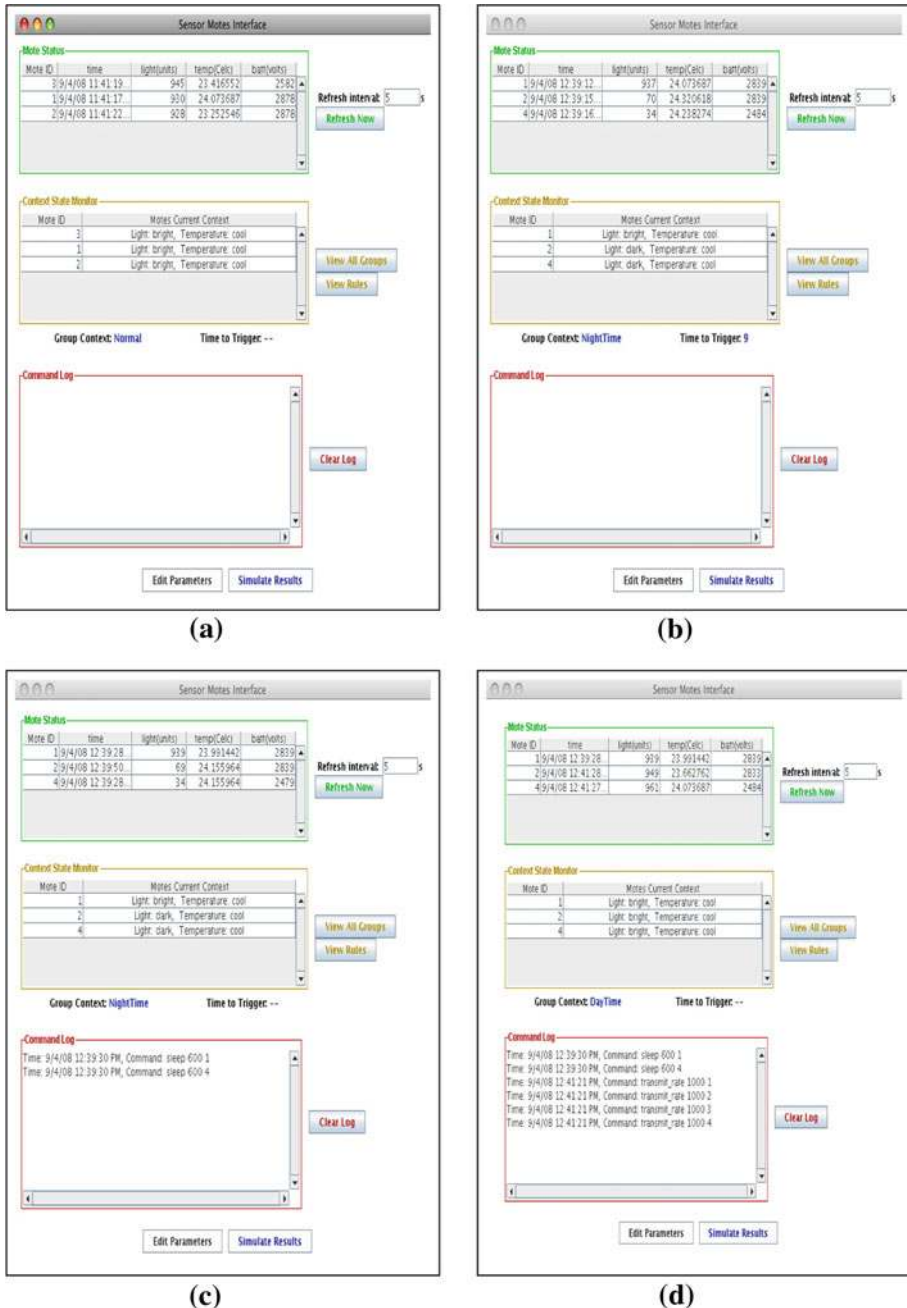 Sensor Motes Interface
Mote Status
Mote ID time light(units) temp(Celc) batt(volts)
3 9/4/08 11:41:19... 945 23.416552 2582
1 9/4/08 11:41:17... 930 24.073687 2878
2 9/4/08 11:41:22... 928 23.252546 2878
Refresh interval: 5 s
Refresh Now
Context State Monitor
Mote ID Motes Current Context
3 Light: bright, Temperature: cool
1 Light: bright, Temperature: cool
2 Light: bright, Temperature: cool
View All Groups
View Rules
Group Context: Normal Time to Trigger: --
Command Log
Clear Log
Edit Parameters Simulate Results
(a)
Sensor Motes Interface
Mote Status
Mote ID time light(units) temp(Celc) batt(volts)
1 9/4/08 12:39:12... 937 24.073687 2839
2 9/4/08 12:39:15... 70 24.320618 2839
4 9/4/08 12:39:16... 34 24.238274 2484
Refresh interval: 5 s
Refresh Now
Context State Monitor
Mote ID Motes Current Context
1 Light: bright, Temperature: cool
2 Light: dark, Temperature: cool
4 Light: dark, Temperature: cool
View All Groups
View Rules
Group Context: NightTime Time to Trigger: 9
Command Log
Clear Log
Edit Parameters Simulate Results
(b)
Sensor Motes Interface
Mote Status
Mote ID time light(units) temp(Celc) batt(volts)
1 9/4/08 12:39:28... 939 23.991442 2839
2 9/4/08 12:39:50... 69 24.155964 2839
4 9/4/08 12:39:28... 34 24.155964 2479
Refresh interval: 5 s
Refresh Now
Context State Monitor
Mote ID Motes Current Context
1 Light: bright, Temperature: cool
2 Light: dark, Temperature: cool
4 Light: dark, Temperature: cool
View All Groups
View Rules
Group Context: NightTime Time to Trigger: --
Command Log
Time: 9/4/08 12:39:30 PM, Command: sleep 600 1
Time: 9/4/08 12:39:30 PM, Command: sleep 600 4
Clear Log
Edit Parameters Simulate Results
(c)
Sensor Motes Interface
Mote Status
Mote ID time light(units) temp(Celc) batt(volts)
1 9/4/08 12:39:28... 939 23.991442 2839
2 9/4/08 12:41:28... 949 23.662762 2833
4 9/4/08 12:41:27... 961 24.073687 2484
Refresh interval: 5 s
Refresh Now
Context State Monitor
Mote ID Motes Current Context
1 Light: bright, Temperature: cool
2 Light: bright, Temperature: cool
4 Light: bright, Temperature: cool
View All Groups
View Rules
Group Context: DayTime Time to Trigger: --
Command Log
Time: 9/4/08 12:39:30 PM, Command: sleep 600 1
Time: 9/4/08 12:39:30 PM, Command: sleep 600 4
Time: 9/4/08 12:41:21 PM, Command: transmit_rate 1000 1
Time: 9/4/08 12:41:21 PM, Command: transmit_rate 1000 2
Time: 9/4/08 12:41:21 PM, Command: transmit_rate 1000 3
Time: 9/4/08 12:41:21 PM, Command: transmit_rate 1000 4
Clear Log
Edit Parameters Simulate Results
(d)